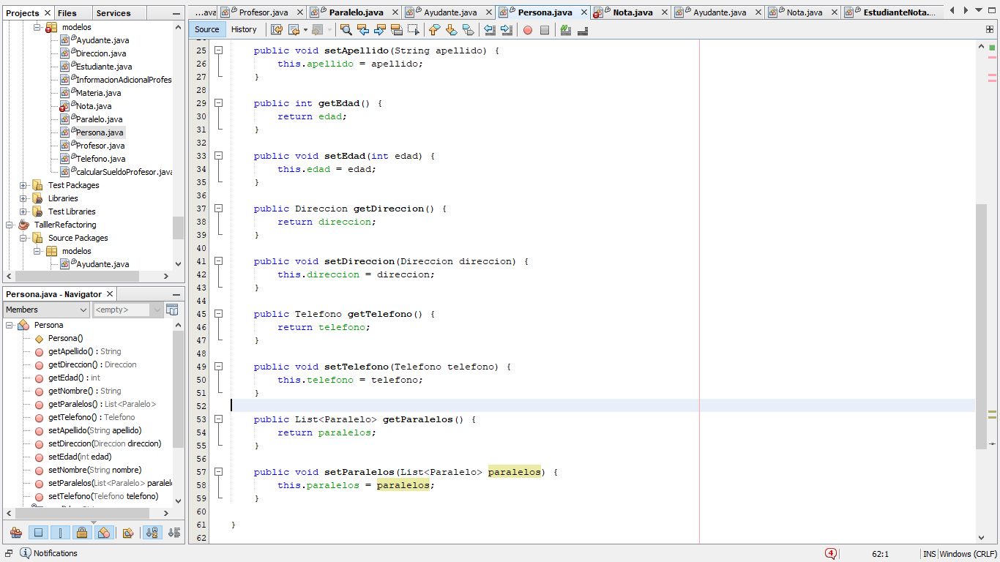 Projects
Files
Services
modelos
Ayudante.java
Direccion.java
Estudiante.java
InformacionAdicionalProfes
Materia.java
Nota.java
Paralelo.java
Persona.java
Profesor.java
Telefono.java
calcularSueldoProfesor.java
Test Packages
Libraries
Test Libraries
TalllerRefactoring
Source Packages
modelos
Ayudante.java
Persona.java - Navigator
Members
<empty>
Persona
Persona()
getApellido() : String
getDireccion() : Direccion
getEdad() : int
getNombre() : String
getParalelos() : List<Paralelo>
getTelefono() : Telefono
setApellido(String apellido)
setDireccion(Direccion direccion)
setEdad(int edad)
setNombre(String nombre)
setParalelos(List<Paralelo> parale
setTelefono(Telefono telefono)
...ava
Profesor.java
Paralelo.java
Ayudante.java
Persona.java
Nota.java
Ayudante.java
Nota.java
EstudianteNota....
Source
History
25 public void setApellido(String apellido) {
26 this.apellido = apellido;
27 }
28
29 public int getEdad() {
30 return edad;
31 }
32
33 public void setEdad(int edad) {
34 this.edad = edad;
35 }
36
37 public Direccion getDireccion() {
38 return direccion;
39 }
40
41 public void setDireccion(Direccion direccion) {
42 this.direccion = direccion;
43 }
44
45 public Telefono getTelefono() {
46 return telefono;
47 }
48
49 public void setTelefono(Telefono telefono) {
50 this.telefono = telefono;
51 }
52
53 public List<Paralelo> getParalelos() {
54 return paralelos;
55 }
56
57 public void setParalelos(List<Paralelo> paralelos) {
58 this.paralelos = paralelos;
59 }
60
61 }
62
Notifications
4
62:1
INS
Windows (CRLF)